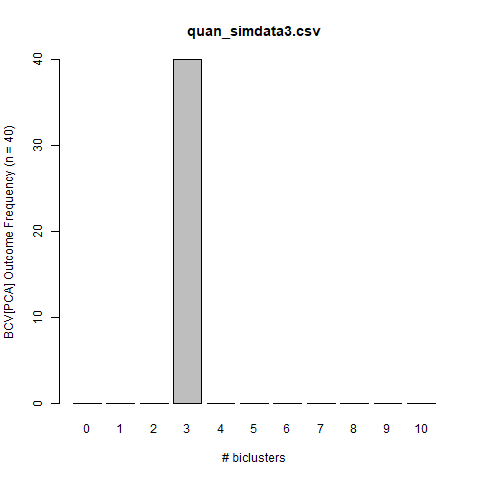 quan_simdata3.csv
BCV[PCA] Outcome Frequency (n = 40)
40
30
20
10
0
0 1 2 3 4 5 6 7 8 9 10
# biclusters